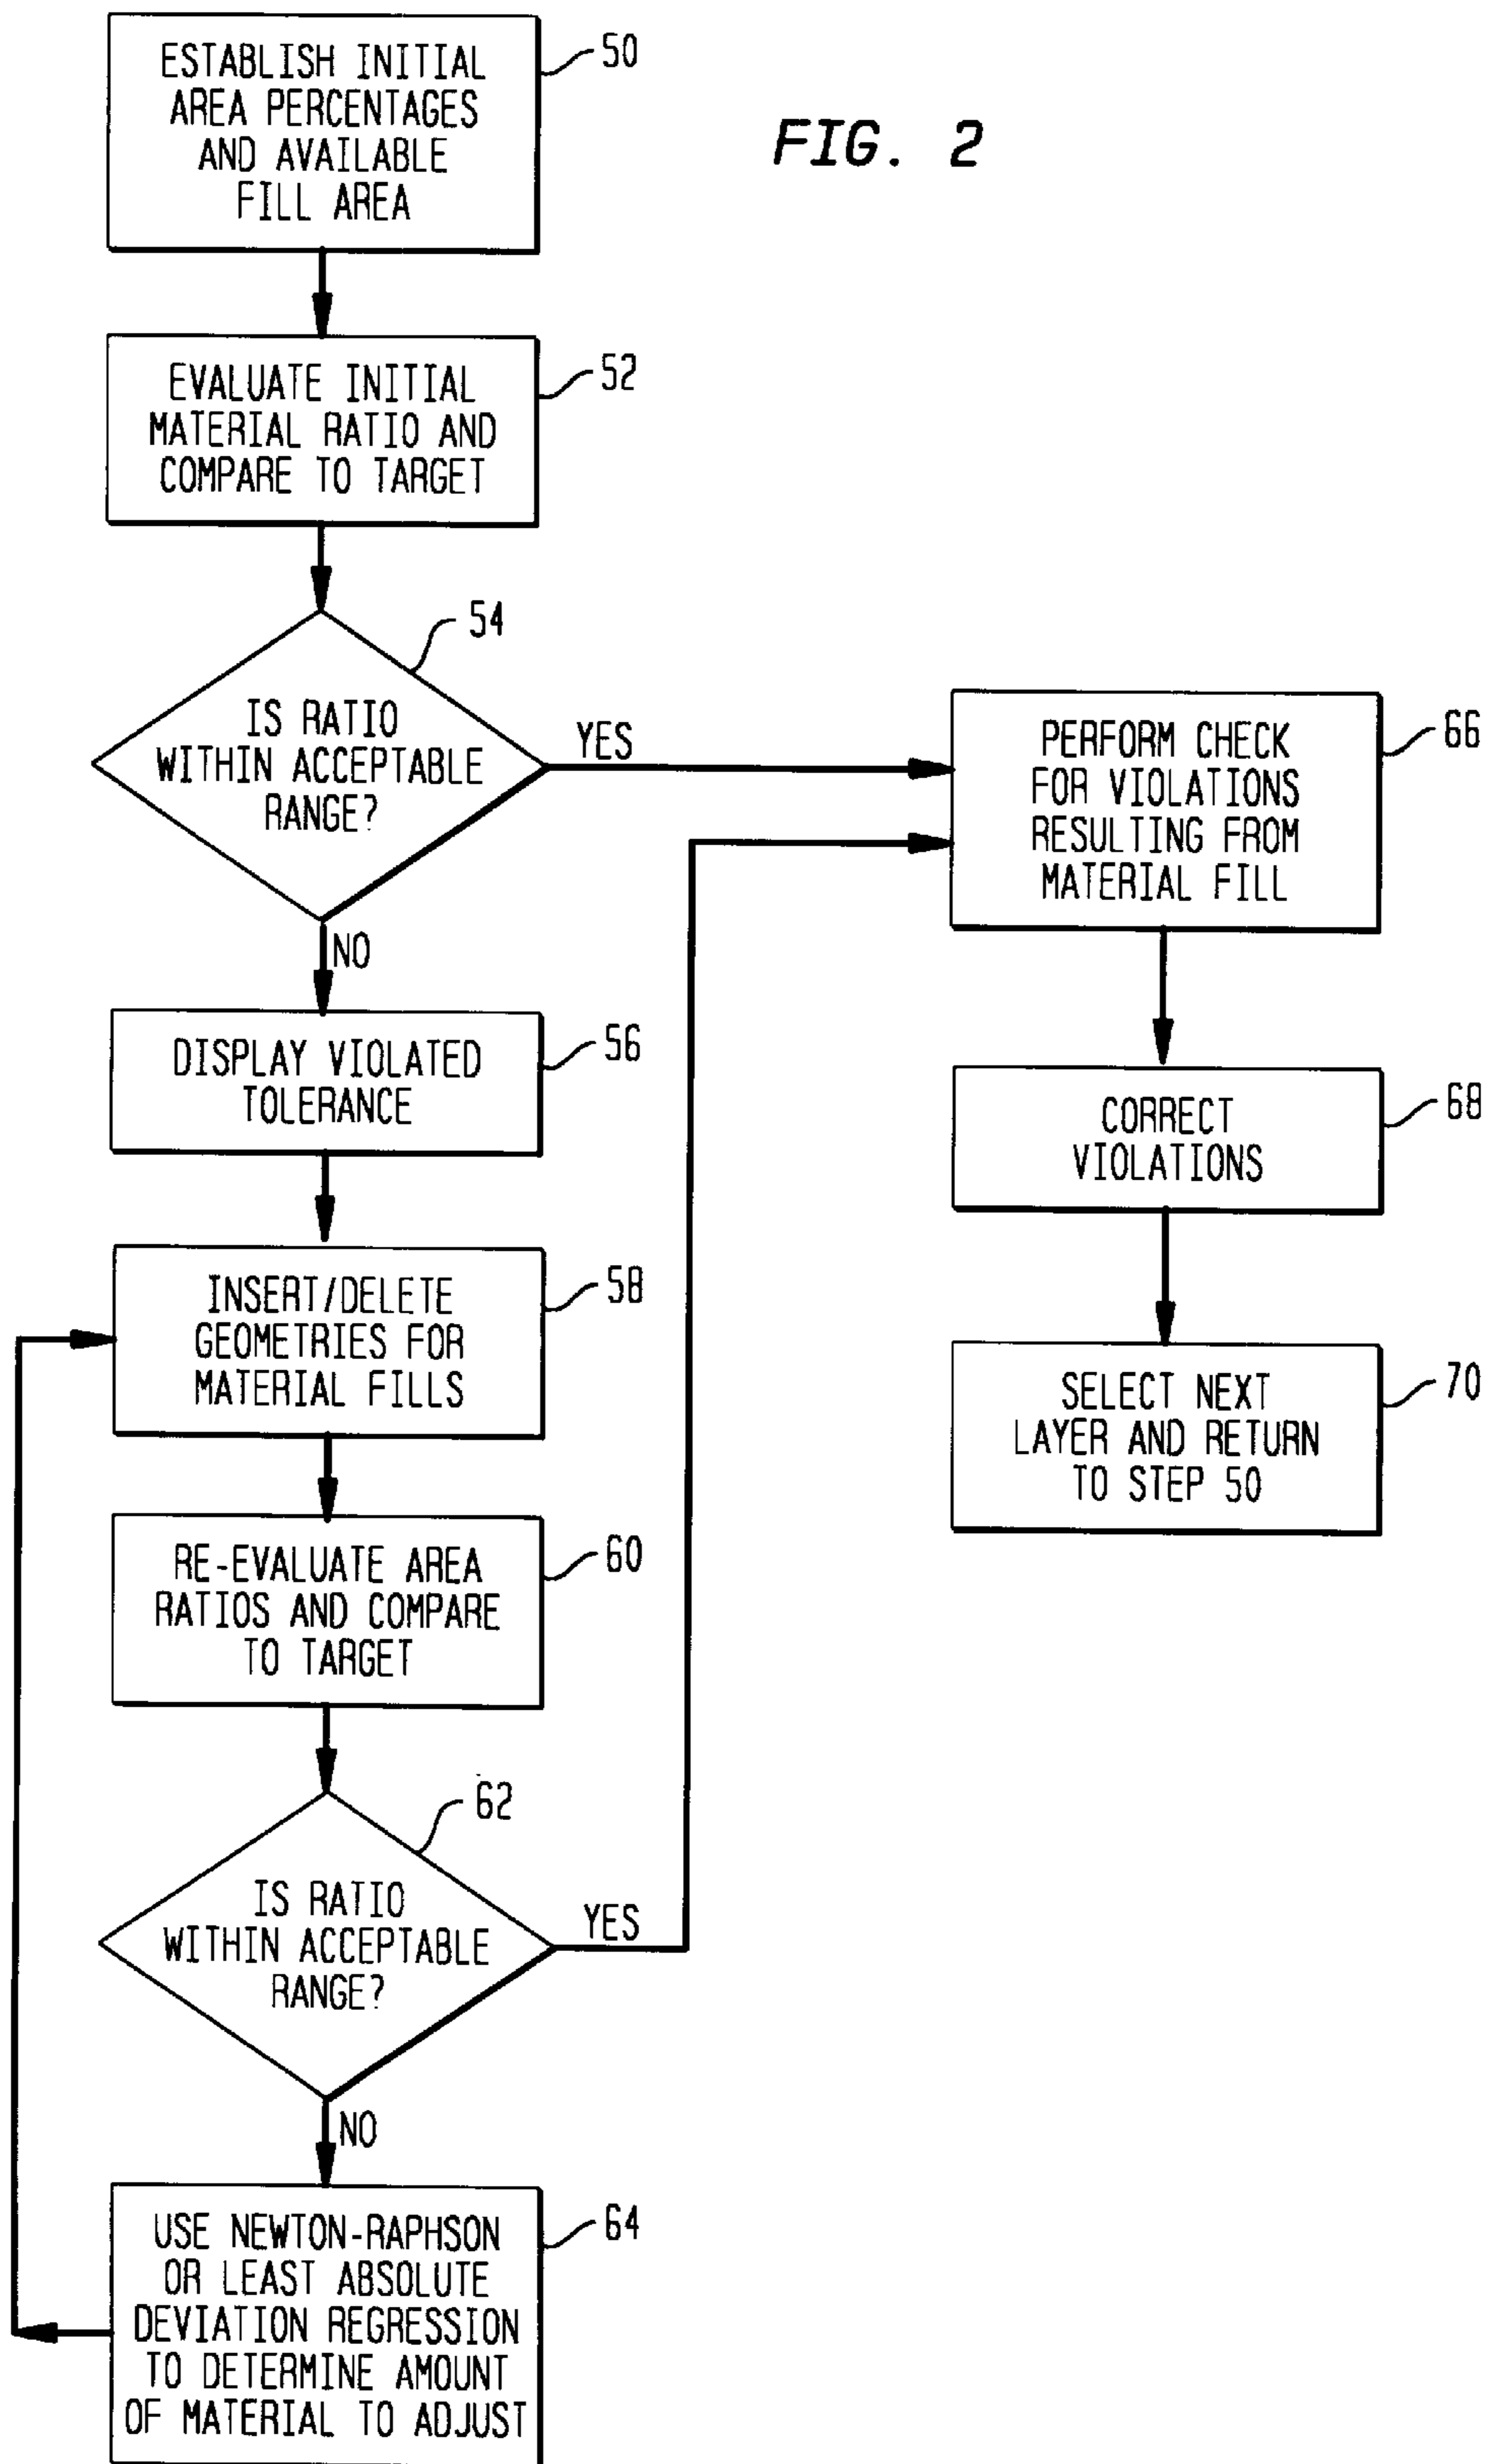 FIG. 2
ESTABLISH INITIAL
AREA PERCENTAGES
AND AVAILABLE
FILL AREA
50
EVALUATE INITIAL
MATERIAL RATIO AND
COMPARE TO TARGET
52
IS RATIO
WITHIN ACCEPTABLE
RANGE?
54
YES
NO
DISPLAY VIOLATED
TOLERANCE
56
INSERT/DELETE
GEOMETRIES FOR
MATERIAL FILLS
58
RE-EVALUATE AREA
RATIOS AND COMPARE
TO TARGET
60
IS RATIO
WITHIN ACCEPTABLE
RANGE?
62
YES
NO
USE NEWTON-RAPHSON
OR LEAST ABSOLUTE
DEVIATION REGRESSION
TO DETERMINE AMOUNT
OF MATERIAL TO ADJUST
64
PERFORM CHECK
FOR VIOLATIONS
RESULTING FROM
MATERIAL FILL
66
CORRECT
VIOLATIONS
68
SELECT NEXT
LAYER AND RETURN
TO STEP 50
70